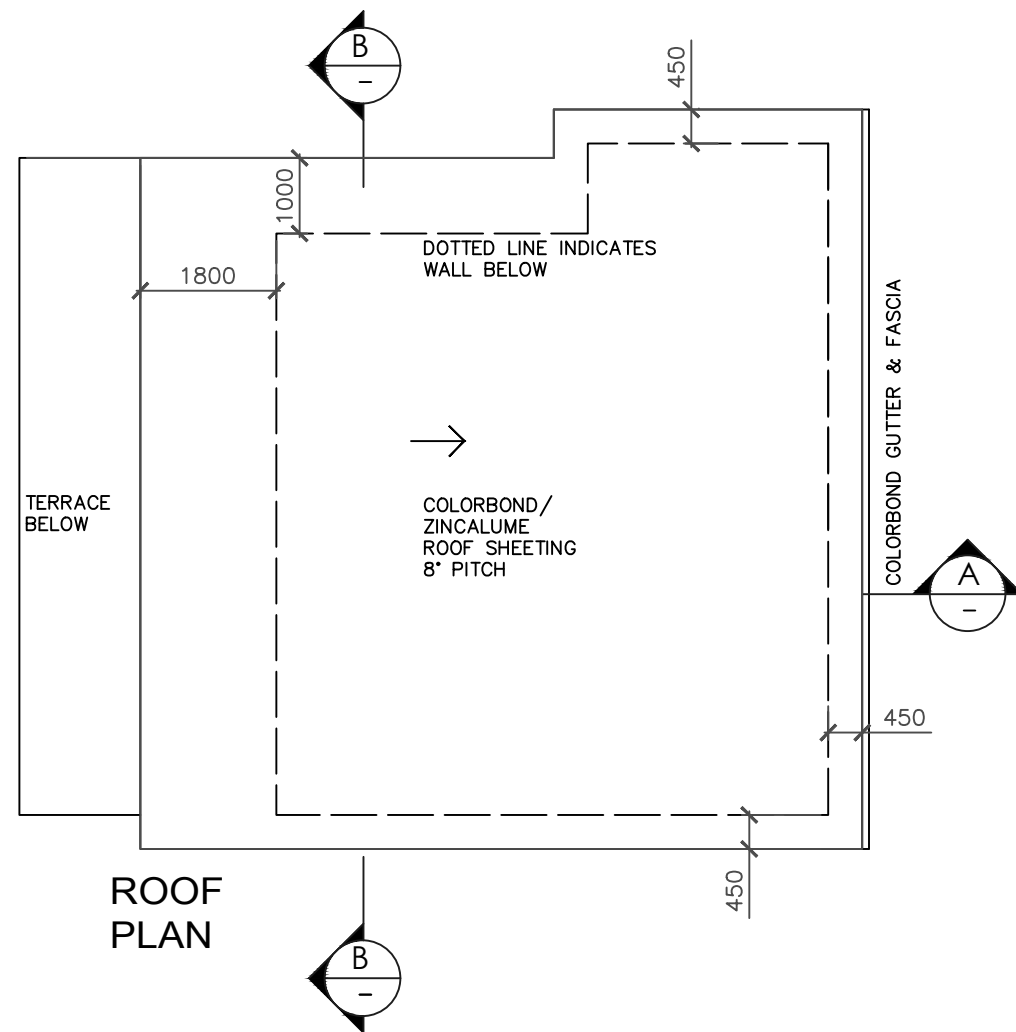 B
–
450
1000
DOTTED LINE INDICATES
WALL BELOW
1800
COLORBOND GUTTER & FASCIA
TERRACE
BELOW
COLORBOND/
ZINCALUME
ROOF SHEETING
8° PITCH
A
–
450
450
ROOF
PLAN
B
–